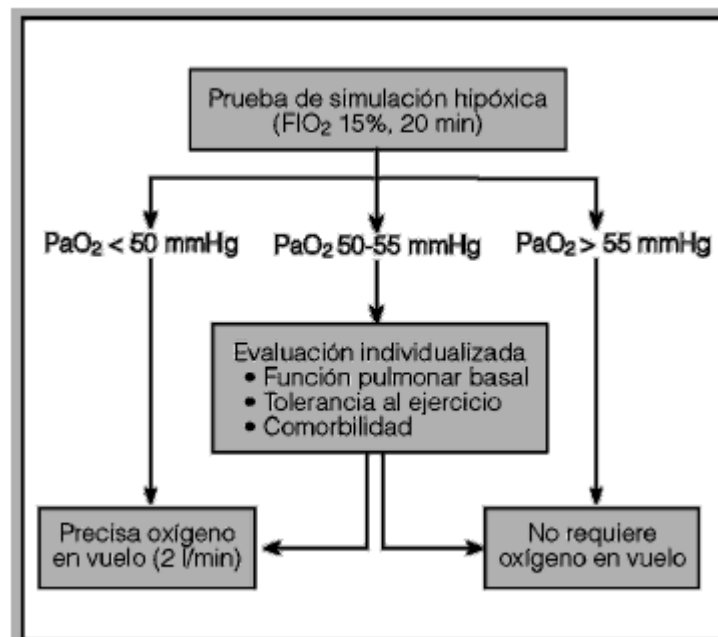 Prueba de simulación hipóxica
(FIO₂ 15%, 20 min)
PaO₂ < 50 mmHg
PaO₂ 50-55 mmHg
PaO₂ > 55 mmHg
Evaluación individualizada
• Función pulmonar basal
• Tolerancia al ejercicio
• Comorbilidad
Precisa oxígeno
en vuelo (2 l/min)
No requiere
oxígeno en vuelo